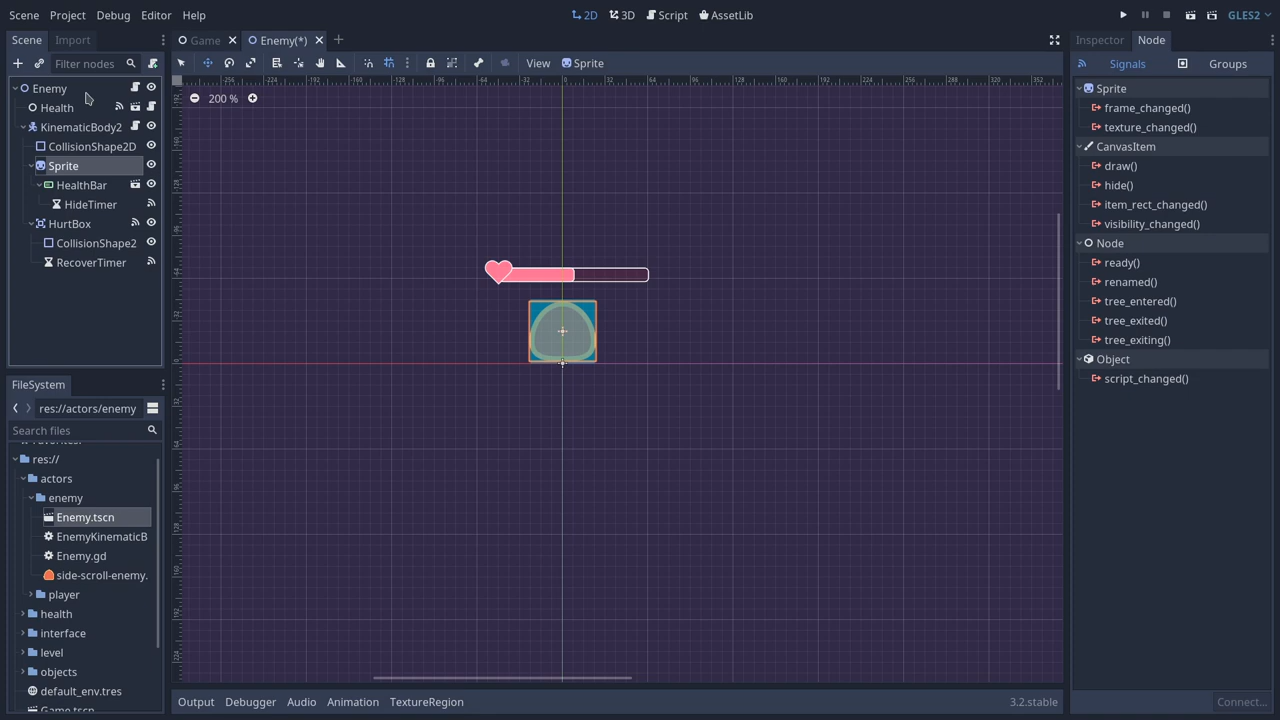 Scene Project Debug Editor Help 2D 3D Script AssetLib GLES2
Scene Import Game Enemy(*) Inspector Node
Filter nodes View Sprite Signals Groups
Enemy
Health
KinematicBody2
CollisionShape2D
Sprite
HealthBar
HideTimer
HurtBox
CollisionShape2
RecoverTimer
200 %
Sprite
frame_changed()
texture_changed()
CanvasItem
draw()
hide()
item_rect_changed()
visibility_changed()
Node
ready()
renamed()
tree_entered()
tree_exited()
tree_exiting()
Object
script_changed()
FileSystem
res://actors/enemy
Search files
res://
actors
enemy
Enemy.tscn
EnemyKinematicB
Enemy.gd
side-scroll-enemy.
player
health
interface
level
objects
default_env.tres
Game.tscn
Output Debugger Audio Animation TextureRegion 3.2.stable Connect...